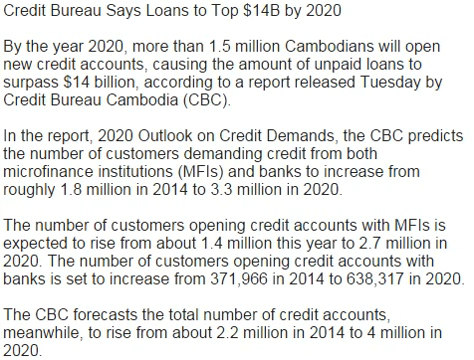 Credit Bureau Says Loans to Top $14B by 2020
By the year 2020, more than 1.5 million Cambodians will open
new credit accounts, causing the amount of unpaid loans to
surpass $14 billion, according to a report released Tuesday by
Credit Bureau Cambodia (CBC).
In the report, 2020 Outlook on Credit Demands, the CBC predicts
the number of customers demanding credit from both
microfinance institutions (MFIs) and banks to increase from
roughly 1.8 million in 2014 to 3.3 million in 2020.
The number of customers opening credit accounts with MFIs is
expected to rise from about 1.4 million this year to 2.7 million in
2020. The number of customers opening credit accounts with
banks is set to increase from 371,966 in 2014 to 638,317 in 2020.
The CBC forecasts the total number of credit accounts,
meanwhile, to rise from about 2.2 million in 2014 to 4 million in
2020.